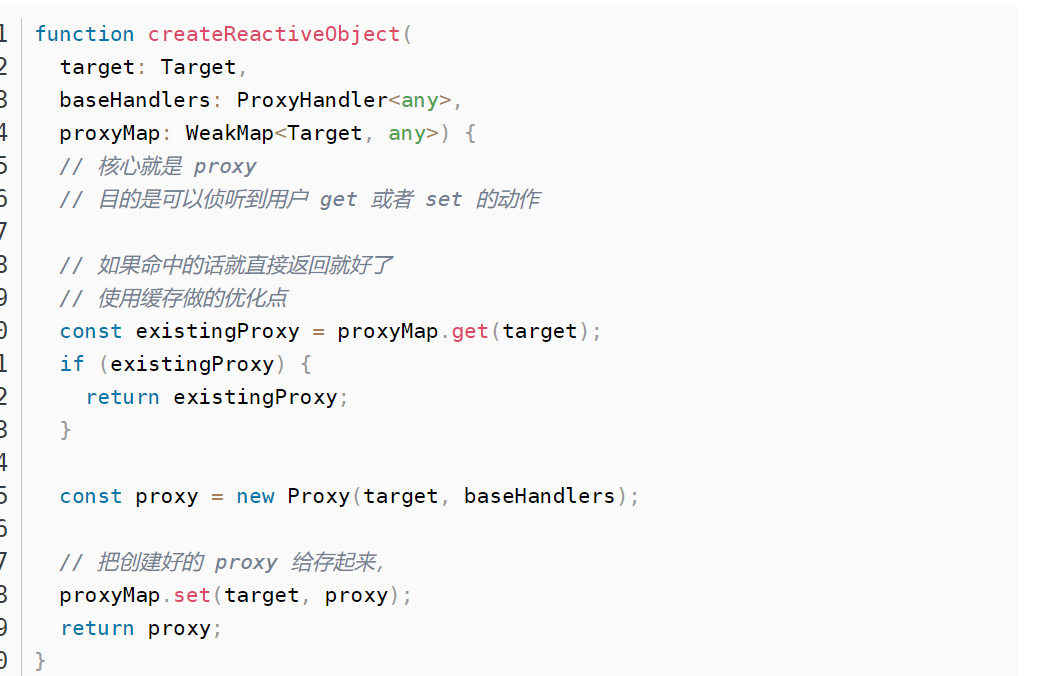 1 function createReactiveObject(
2   target: Target,
3   baseHandlers: ProxyHandler<any>,
4   proxyMap: WeakMap<Target, any>) {
5   // 核心就是 proxy
6   // 目的是可以侦听到用户 get 或者 set 的动作
7
8   // 如果命中的话就直接返回就好了
9   // 使用缓存做的优化点
0   const existingProxy = proxyMap.get(target);
1   if (existingProxy) {
2     return existingProxy;
3   }
4
5   const proxy = new Proxy(target, baseHandlers);
6
7   // 把创建好的 proxy 给存起来,
8   proxyMap.set(target, proxy);
9   return proxy;
0 }